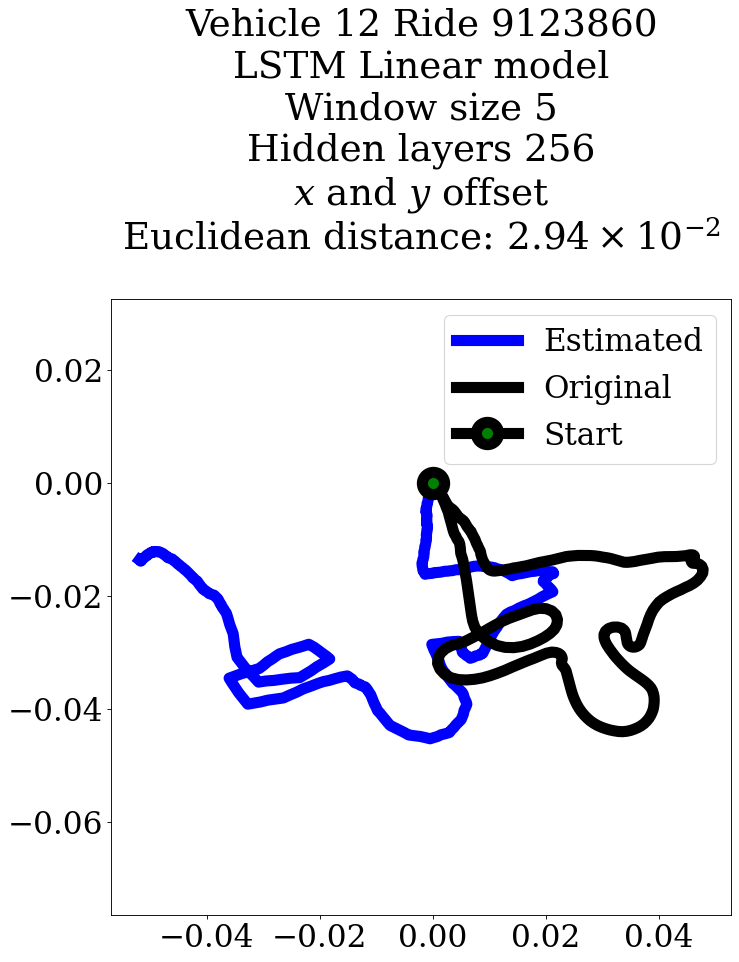 Vehicle 12 Ride 9123860
LSTM Linear model
Window size 5
Hidden layers 256
x and y offset
Euclidean distance: 2.94 × 10⁻²
Estimated
Original
Start
0.02
0.00
−0.02
−0.04
−0.06
−0.04 −0.02 0.00 0.02 0.04